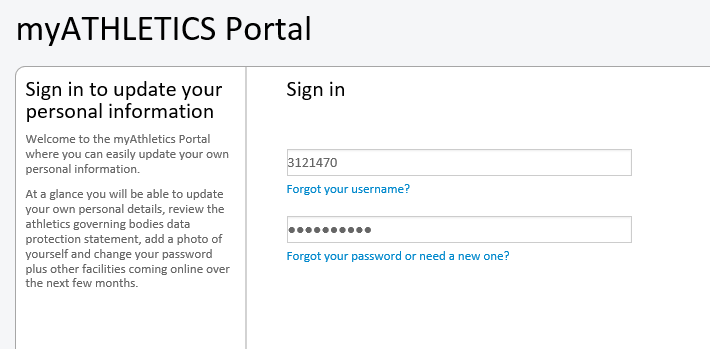 myATHLETICS Portal
Sign in to update your
personal information
Welcome to the myAthletics Portal
where you can easily update your own
personal information.
At a glance you will be able to update
your own personal details, review the
athletics governing bodies data
protection statement, add a photo of
yourself and change your password
plus other facilities coming online over
the next few months.
Sign in
3121470
Forgot your username?
●●●●●●●●●●
Forgot your password or need a new one?